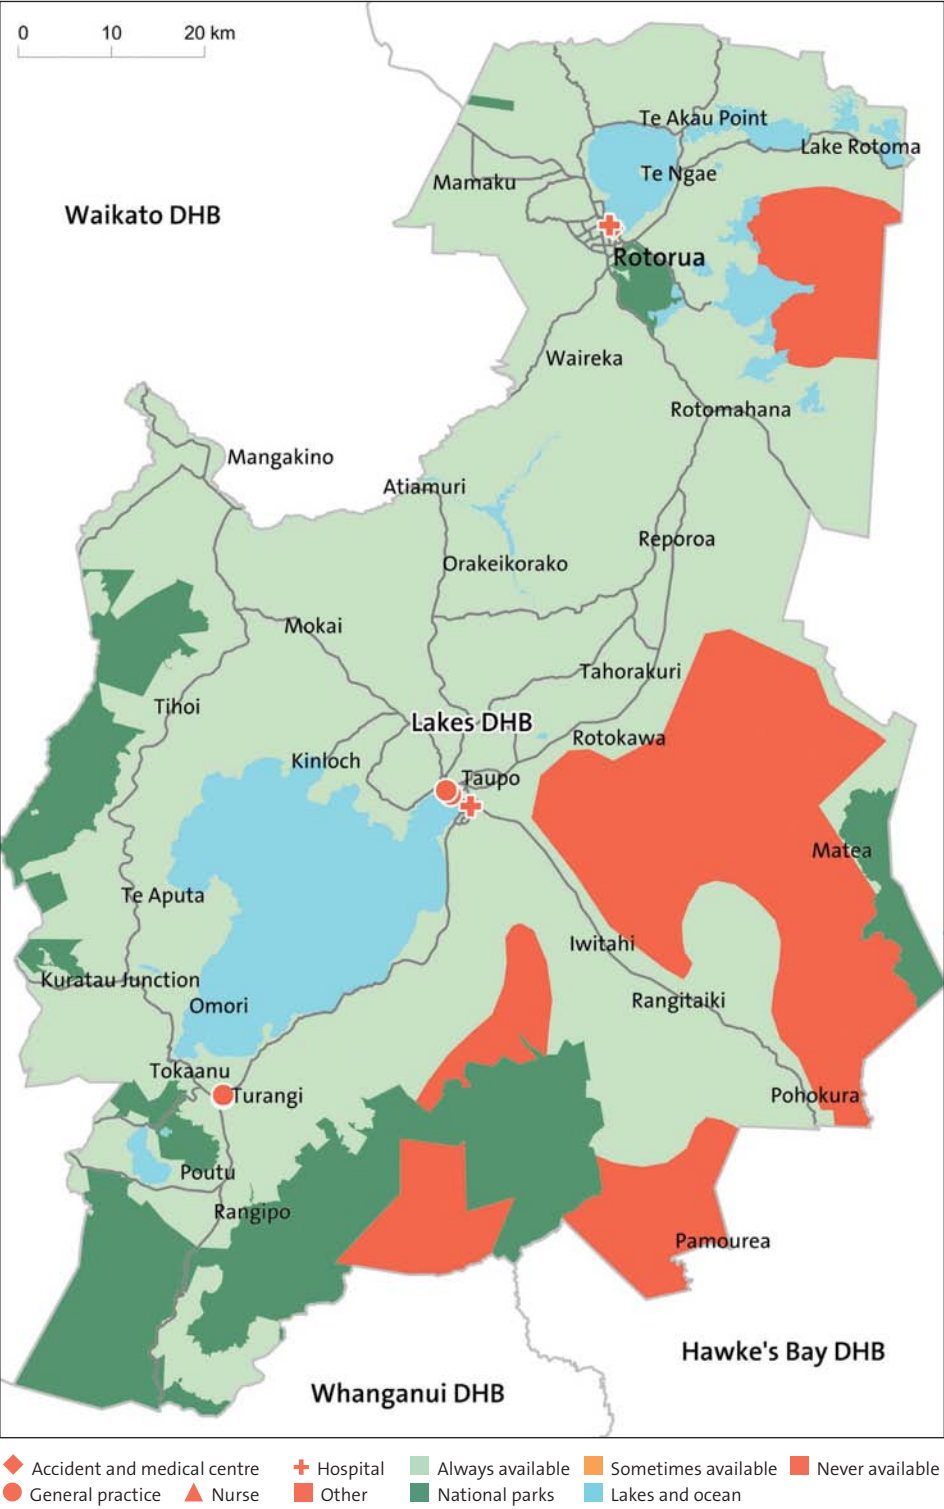 0 10 20 km
Te Akau Point
Lake Rotoma
Te Ngae
Mamaku
Waikato DHB
Rotorua
Waireka
Rotomahana
Mangakino
Atiamuri
Reporoa
Orakeikorako
Mokai
Tahorakuri
Tihoi
Lakes DHB
Rotokawa
Kinloch
Taupo
Matea
Te Aputa
Iwitahi
Kuratau Junction
Rangitaiki
Omori
Tokaanu
Turangi
Pohokura
Poutu
Rangipo
Pamourea
Hawke's Bay DHB
Whanganui DHB
Accident and medical centre Hospital Always available Sometimes available Never available
General practice Nurse Other National parks Lakes and ocean